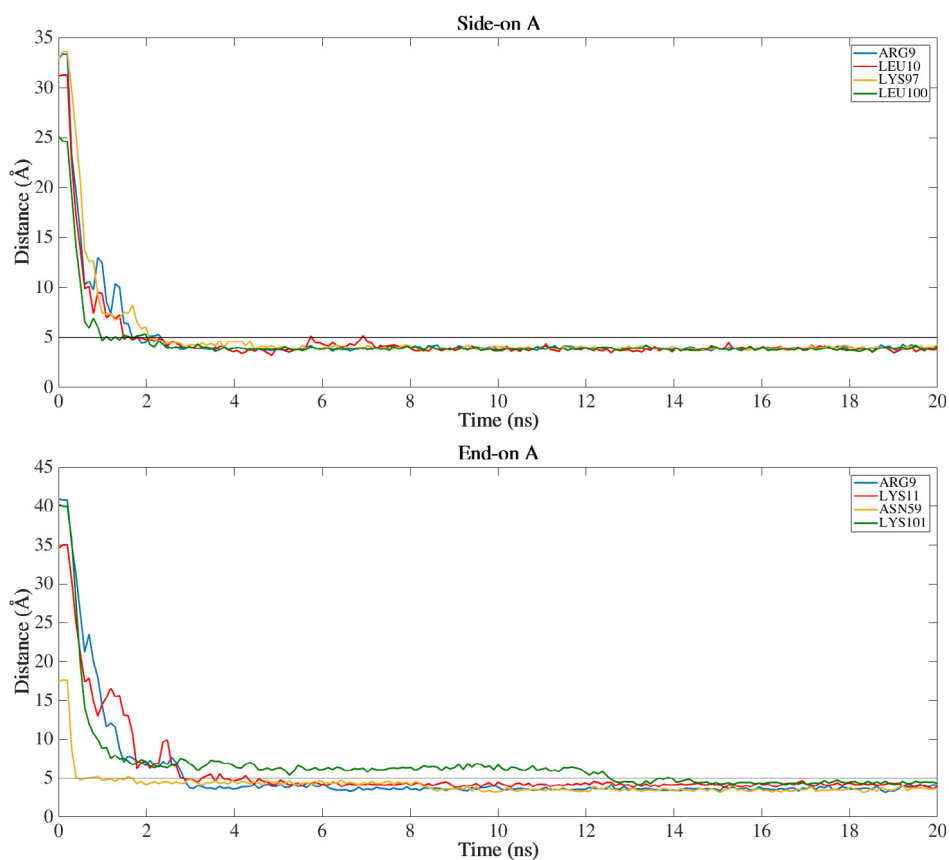 Side-on A
35
30
25
20
15
10
5
0
Distance (Å)
ARG9
LEU10
LYS97
LEU100
0 2 4 6 8 10 12 14 16 18 20
Time (ns)
End-on A
45
40
35
30
25
20
15
10
5
0
Distance (Å)
ARG9
LYS11
ASN59
LYS101
0 2 4 6 8 10 12 14 16 18 20
Time (ns)